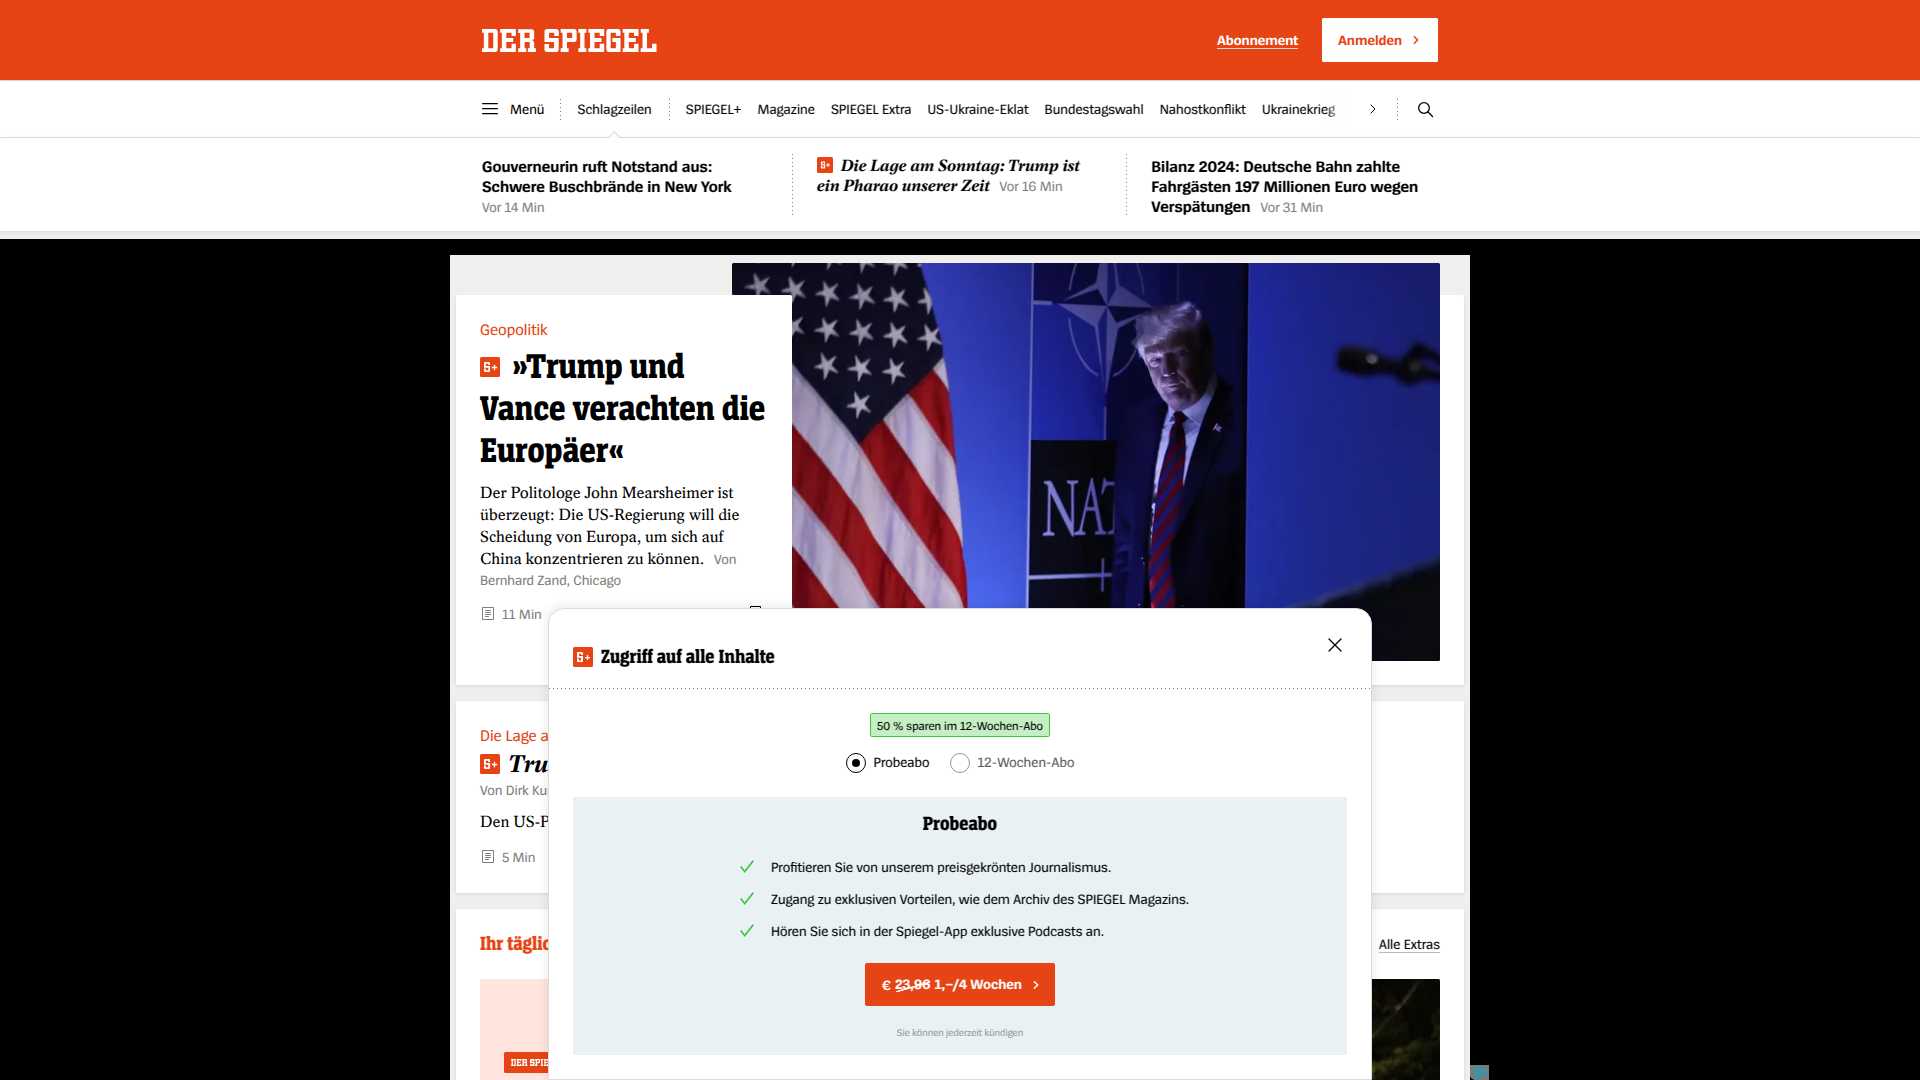 DER SPIEGEL
Abonnement
Anmelden
Menü
Schlagzeilen
SPIEGEL+
Magazine
SPIEGEL Extra
US-Ukraine-Eklat
Bundestagswahl
Nahostkonflikt
Ukrainekrieg
Gouverneurin ruft Notstand aus:
Schwere Buschbrände in New York
Vor 14 Min
Die Lage am Sonntag: Trump ist
ein Pharao unserer Zeit Vor 16 Min
Bilanz 2024: Deutsche Bahn zahlte
Fahrgästen 197 Millionen Euro wegen
Verspätungen Vor 31 Min
Geopolitik
»Trump und
Vance verachten die
Europäer«
Der Politologe John Mearsheimer ist
überzeugt: Die US-Regierung will die
Scheidung von Europa, um sich auf
China konzentrieren zu können. Von
Bernhard Zand, Chicago
11 Min
NAT
Zugriff auf alle Inhalte
50 % sparen im 12-Wochen-Abo
Probeabo
12-Wochen-Abo
Probeabo
Profitieren Sie von unserem preisgekrönten Journalismus.
Zugang zu exklusiven Vorteilen, wie dem Archiv des SPIEGEL Magazins.
Hören Sie sich in der Spiegel-App exklusive Podcasts an.
€ 23,96 1,–/4 Wochen
Sie können jederzeit kündigen
Die Lage a
Tru
Von Dirk Ku
Den US-P
5 Min
Ihr täglic
Alle Extras
DER SPIE